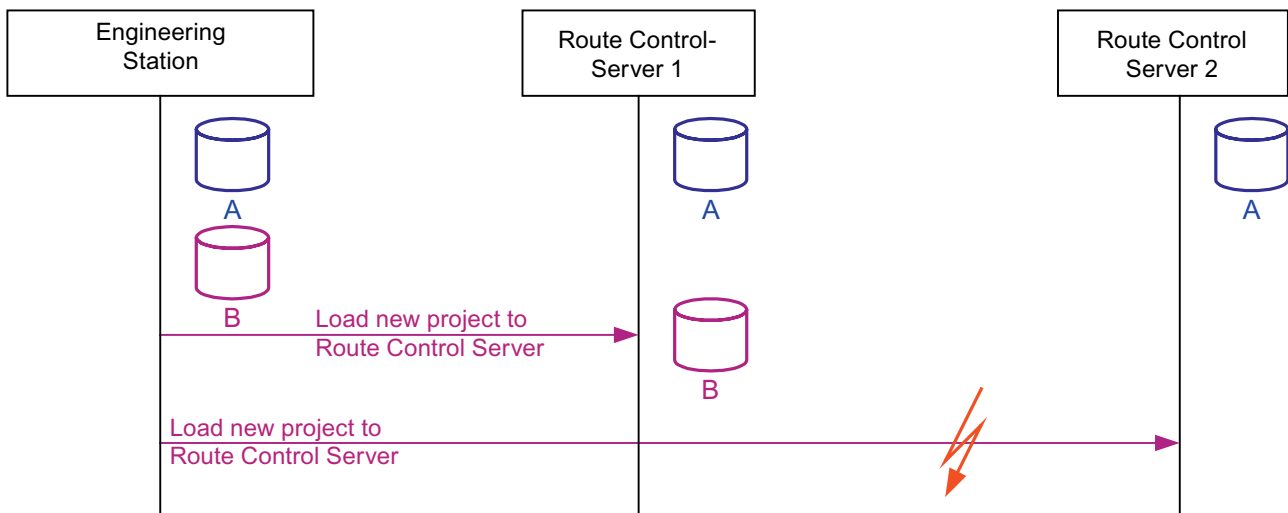 Engineering
Station
Route Control-
Server 1
Route Control
Server 2
A
A
A
B
Load new project to
Route Control Server
B
Load new project to
Route Control Server